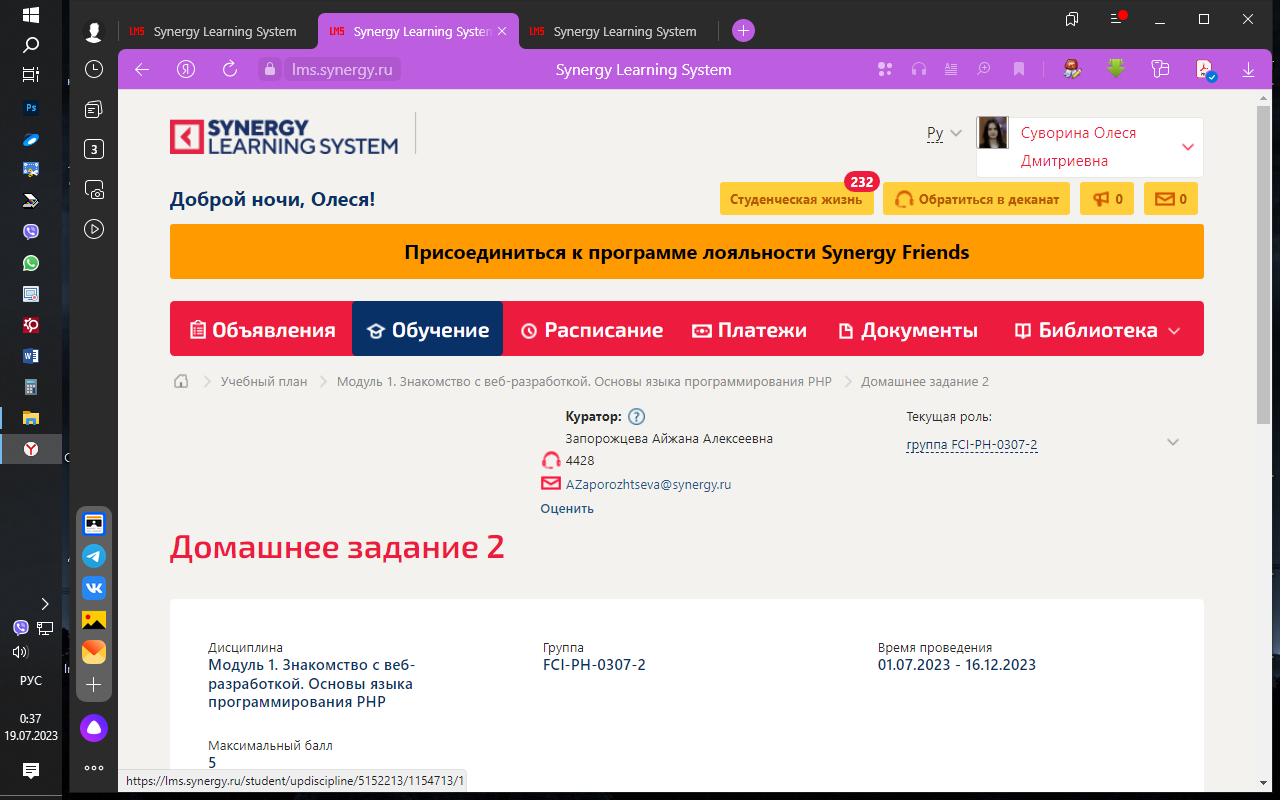 LMS Synergy Learning System
LMS Synergy Learning System
LMS Synergy Learning System
lms.synergy.ru
Synergy Learning System
SYNERGY
LEARNING SYSTEM
Ру
Суворина Олеся
Дмитриевна
Доброй ночи, Олеся!
232
Студенческая жизнь
Обратиться в деканат
0
0
Присоединиться к программе лояльности Synergy Friends
Объявления
Обучение
Расписание
Платежи
Документы
Библиотека
Учебный план
Модуль 1. Знакомство с веб-разработкой. Основы языка программирования PHP
Домашнее задание 2
Куратор: ?
Запорожцева Айжана Алексеевна
4428
AZaporozhtseva@synergy.ru
Оценить
Текущая роль:
группа FCI-PH-0307-2
Домашнее задание 2
Дисциплина
Модуль 1. Знакомство с веб-
разработкой. Основы языка
программирования PHP
Группа
FCI-PH-0307-2
Время проведения
01.07.2023 - 16.12.2023
Максимальный балл
5
https://lms.synergy.ru/student/updiscipline/5152213/1154713/1
Ps
3
РУС
0:37
19.07.2023